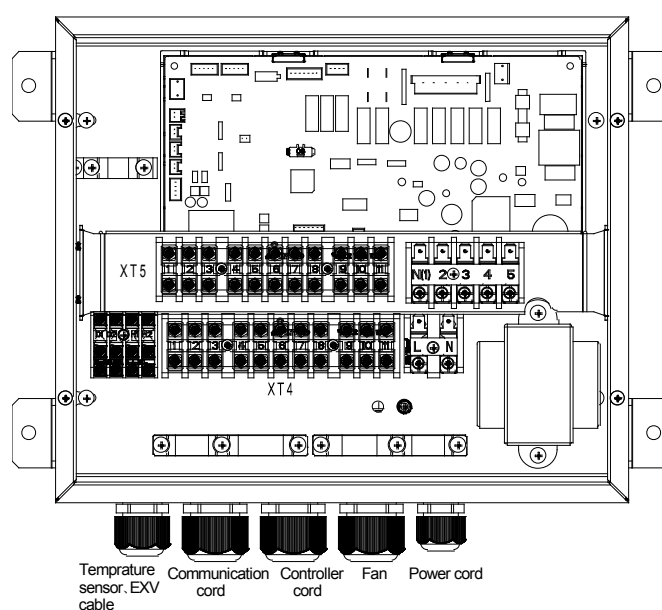 XT5
1 2 3 4 5 6 7 8 9 10 11
N(1) 2 3 4 5
1 2 3 4 5 6 7 8 9 10 11
L N
XT4
Temprature
sensor、EXV
cable
Communication
cord
Controller
cord
Fan
Power cord